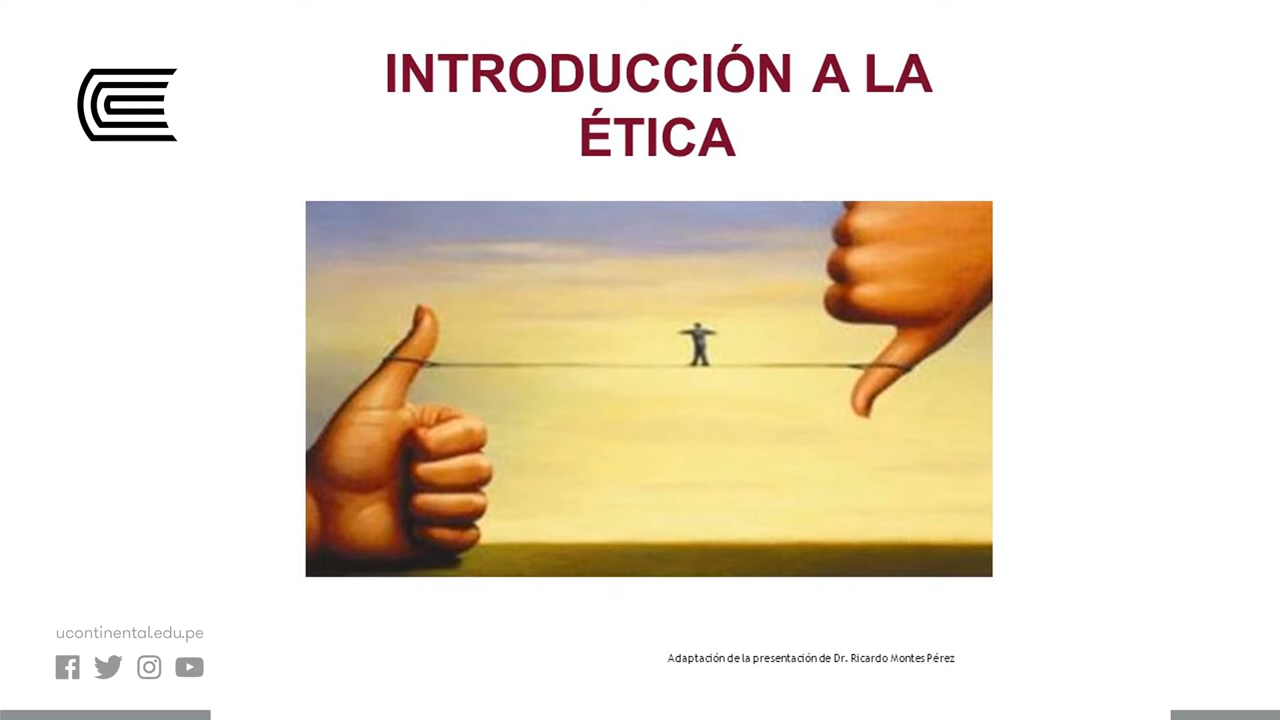 INTRODUCCIÓN A LA
ÉTICA
ucontinental.edu.pe
Adaptación de la presentación de Dr. Ricardo Montes Pérez